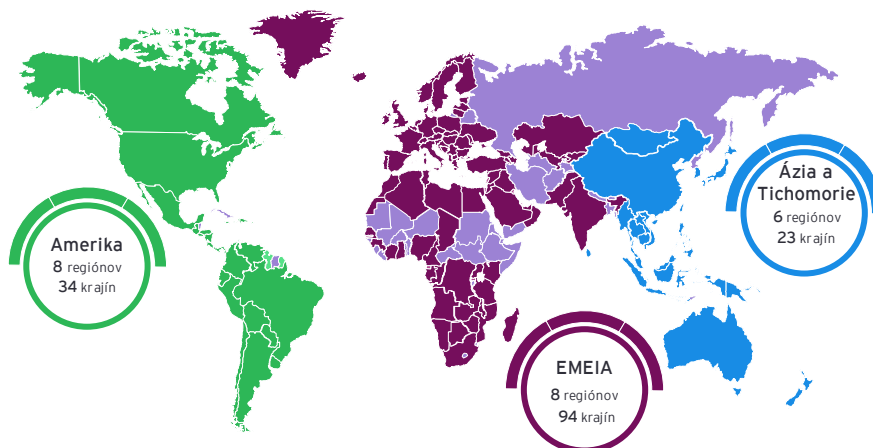 Amerika
8 regiónov
34 krajín
Ázia a
Tichomorie
6 regiónov
23 krajín
EMEIA
8 regiónov
94 krajín